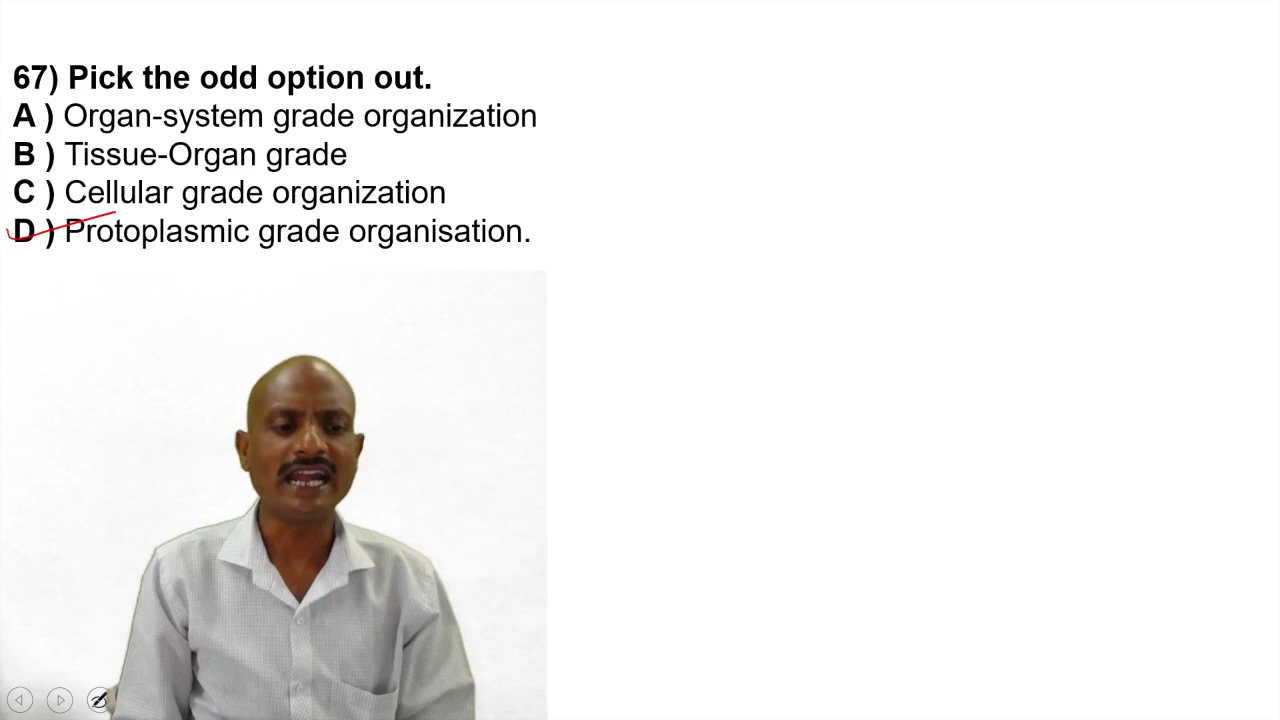 67) Pick the odd option out.
A ) Organ-system grade organization
B ) Tissue-Organ grade
C ) Cellular grade organization
D ) Protoplasmic grade organisation.